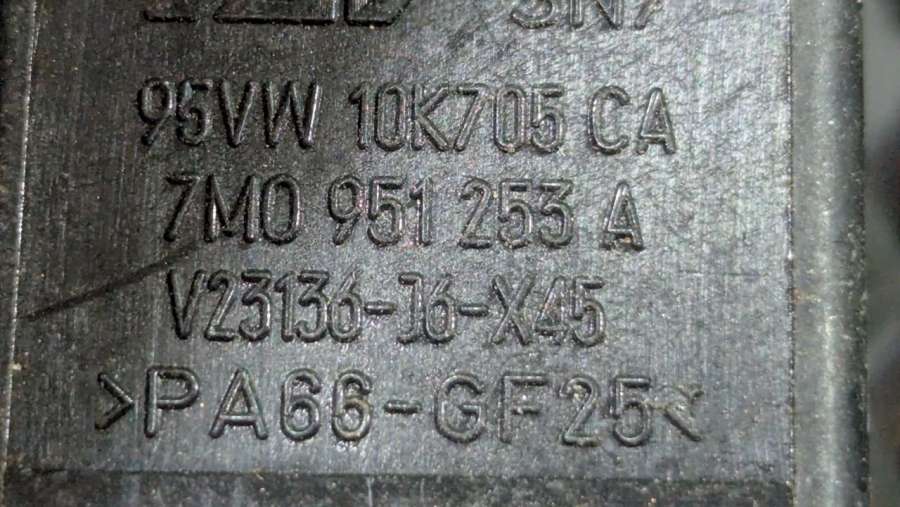 95VW 10K705 CA
7M0 951 253 A
V23136-J6-X45
>PA66-GF25<